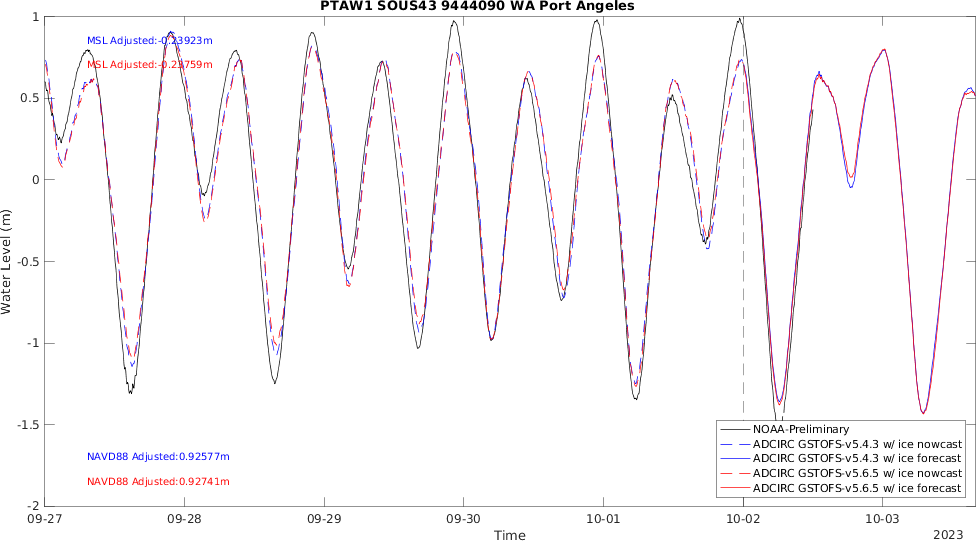 PTAW1 SOUS43 9444090 WA Port Angeles
1
MSL Adjusted:-0.23923m
MSL Adjusted:-0.23759m
0.5
0
-0.5
-1
-1.5
-2
Water Level (m)
NAVD88 Adjusted:0.92577m
NAVD88 Adjusted:0.92741m
NOAA-Preliminary
ADCIRC GSTOFS-v5.4.3 w/ ice nowcast
ADCIRC GSTOFS-v5.4.3 w/ ice forecast
ADCIRC GSTOFS-v5.6.5 w/ ice nowcast
ADCIRC GSTOFS-v5.6.5 w/ ice forecast
09-27 09-28 09-29 09-30 10-01 10-02 10-03
Time
2023